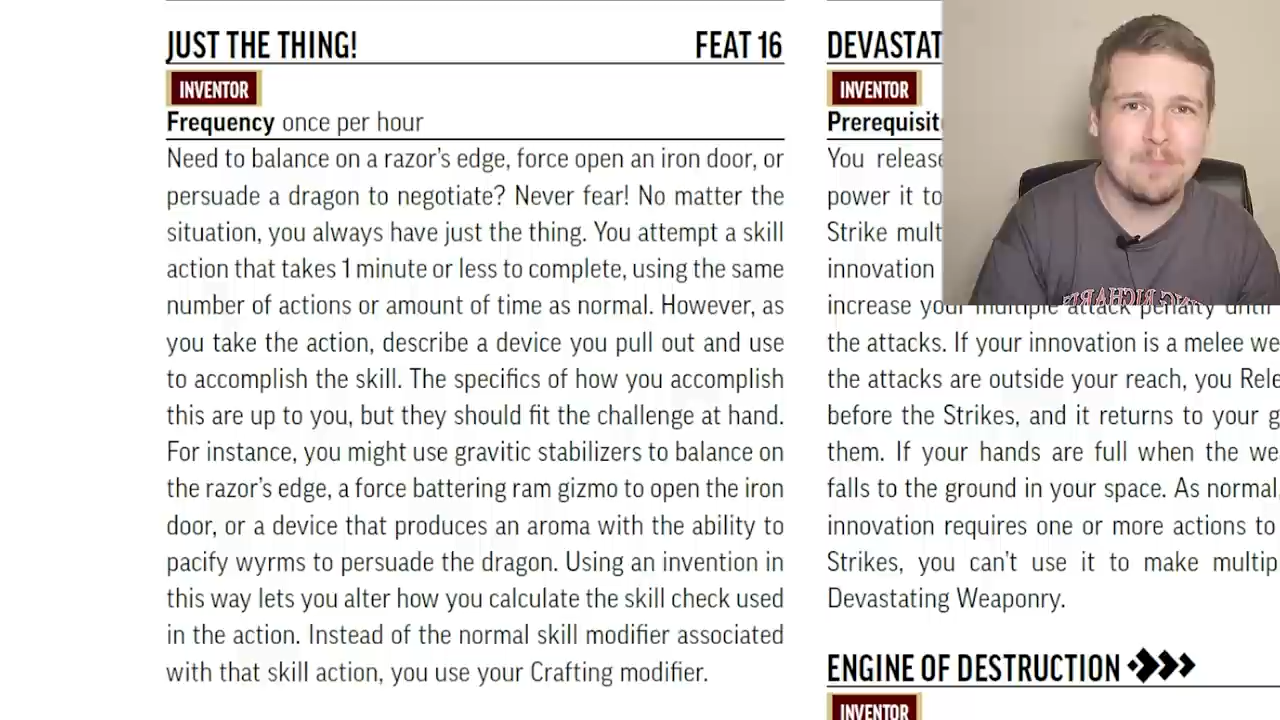 JUST THE THING! FEAT 16
INVENTOR
Frequency once per hour
Need to balance on a razor's edge, force open an iron door, or
persuade a dragon to negotiate? Never fear! No matter the
situation, you always have just the thing. You attempt a skill
action that takes 1 minute or less to complete, using the same
number of actions or amount of time as normal. However, as
you take the action, describe a device you pull out and use
to accomplish the skill. The specifics of how you accomplish
this are up to you, but they should fit the challenge at hand.
For instance, you might use gravitic stabilizers to balance on
the razor's edge, a force battering ram gizmo to open the iron
door, or a device that produces an aroma with the ability to
pacify wyrms to persuade the dragon. Using an invention in
this way lets you alter how you calculate the skill check used
in the action. Instead of the normal skill modifier associated
with that skill action, you use your Crafting modifier.
DEVASTAT
INVENTOR
Prerequisit
You release
power it to
Strike mult
innovation
increase your multiple attack penalty until
the attacks. If your innovation is a melee we
the attacks are outside your reach, you Rele
before the Strikes, and it returns to your g
them. If your hands are full when the we
falls to the ground in your space. As normal,
innovation requires one or more actions to
Strikes, you can't use it to make multip
Devastating Weaponry.
ENGINE OF DESTRUCTION
INVENTOR